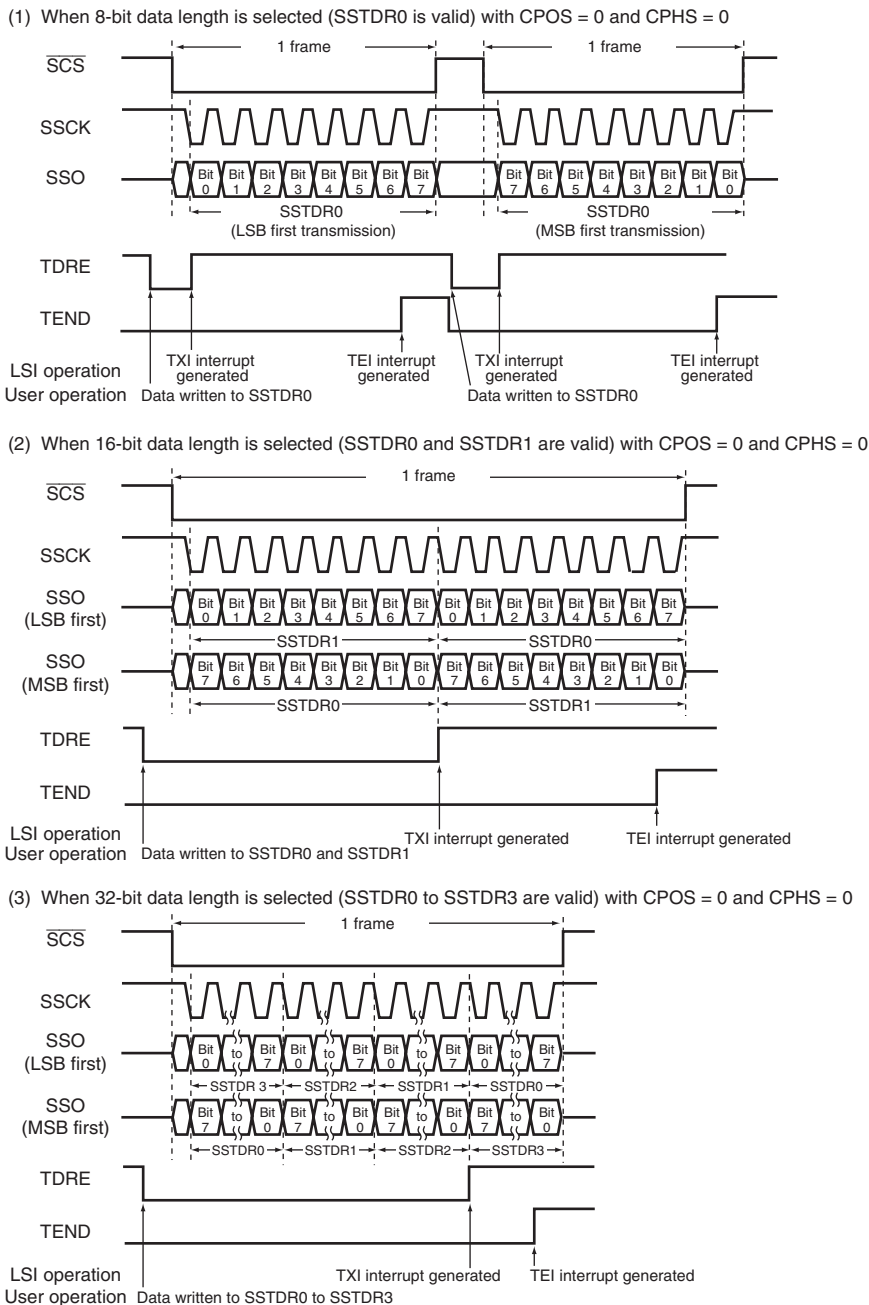 (1) When 8-bit data length is selected (SSTDR0 is valid) with CPOS = 0 and CPHS = 0
1 frame 1 frame
SCS
SSCK
SSO
Bit 0 Bit 1 Bit 2 Bit 3 Bit 4 Bit 5 Bit 6 Bit 7 Bit 7 Bit 6 Bit 5 Bit 4 Bit 3 Bit 2 Bit 1 Bit 0
SSTDR0 SSTDR0
(LSB first transmission) (MSB first transmission)
TDRE
TEND
LSI operation TXI interrupt generated TEI interrupt generated TXI interrupt generated TEI interrupt generated
User operation Data written to SSTDR0 Data written to SSTDR0
(2) When 16-bit data length is selected (SSTDR0 and SSTDR1 are valid) with CPOS = 0 and CPHS = 0
1 frame
SCS
SSCK
SSO (LSB first)
Bit 0 Bit 1 Bit 2 Bit 3 Bit 4 Bit 5 Bit 6 Bit 7 Bit 0 Bit 1 Bit 2 Bit 3 Bit 4 Bit 5 Bit 6 Bit 7
SSTDR1 SSTDR0
SSO (MSB first)
Bit 7 Bit 6 Bit 5 Bit 4 Bit 3 Bit 2 Bit 1 Bit 0 Bit 7 Bit 6 Bit 5 Bit 4 Bit 3 Bit 2 Bit 1 Bit 0
SSTDR0 SSTDR1
TDRE
TEND
LSI operation TXI interrupt generated TEI interrupt generated
User operation Data written to SSTDR0 and SSTDR1
(3) When 32-bit data length is selected (SSTDR0 to SSTDR3 are valid) with CPOS = 0 and CPHS = 0
1 frame
SCS
SSCK
SSO (LSB first)
Bit 0 to Bit 7 Bit 0 to Bit 7 Bit 0 to Bit 7 Bit 0 to Bit 7
SSTDR 3 SSTDR2 SSTDR1 SSTDR0
SSO (MSB first)
Bit 7 to Bit 0 Bit 7 to Bit 0 Bit 7 to Bit 0 Bit 7 to Bit 0
SSTDR0 SSTDR1 SSTDR2 SSTDR3
TDRE
TEND
LSI operation TXI interrupt generated TEI interrupt generated
User operation Data written to SSTDR0 to SSTDR3